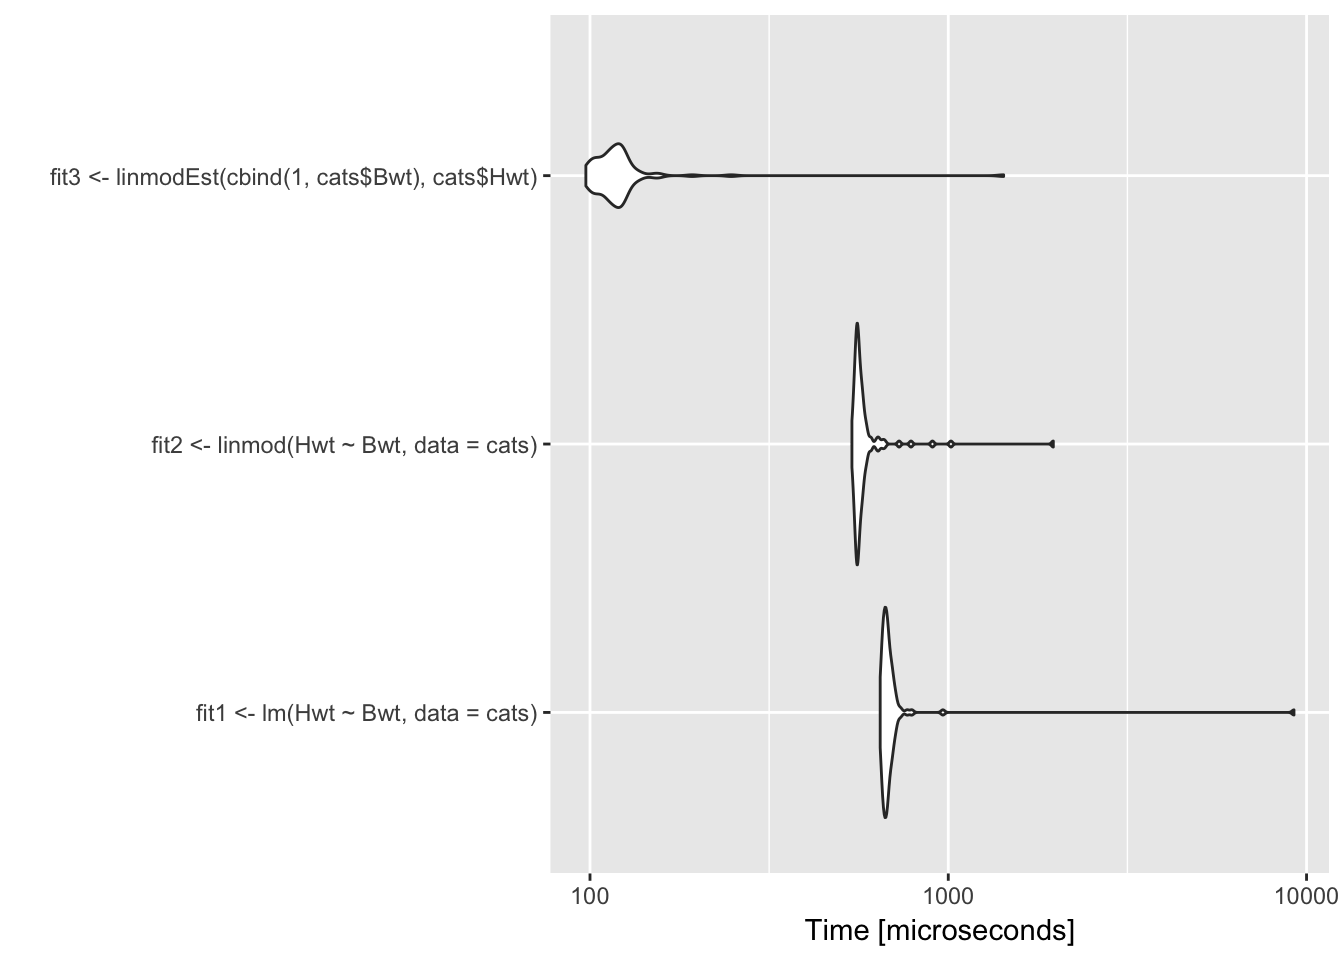 fit3 <- linmodEst(cbind(1, cats$Bwt), cats$Hwt)
fit2 <- linmod(Hwt ~ Bwt, data = cats)
fit1 <- lm(Hwt ~ Bwt, data = cats)
100 1000 10000
Time [microseconds]